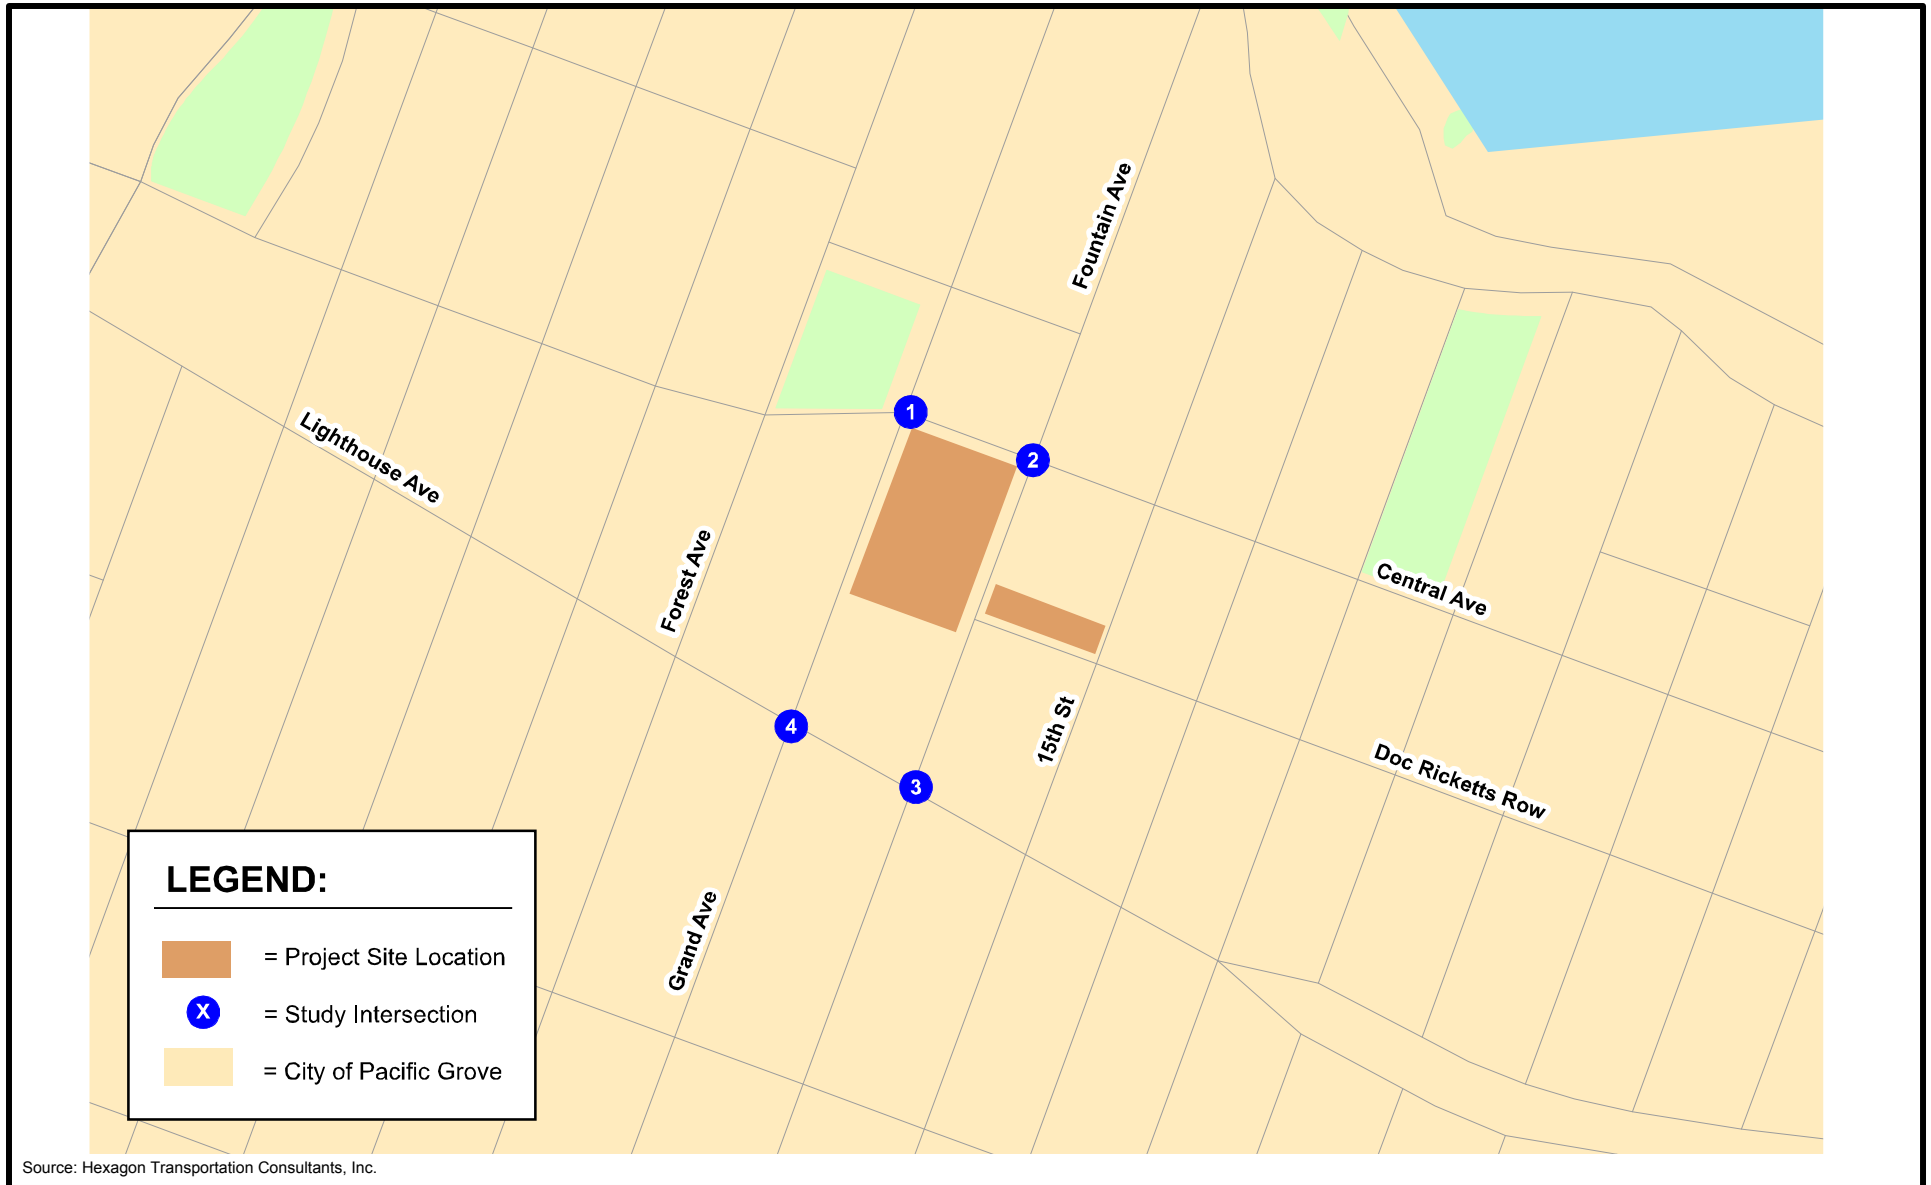 Fountain Ave
1
2
Lighthouse Ave
Forest Ave
Central Ave
4
3
15th St
Doc Ricketts Row
Grand Ave
LEGEND:
= Project Site Location
X
= Study Intersection
= City of Pacific Grove
Source: Hexagon Transportation Consultants, Inc.